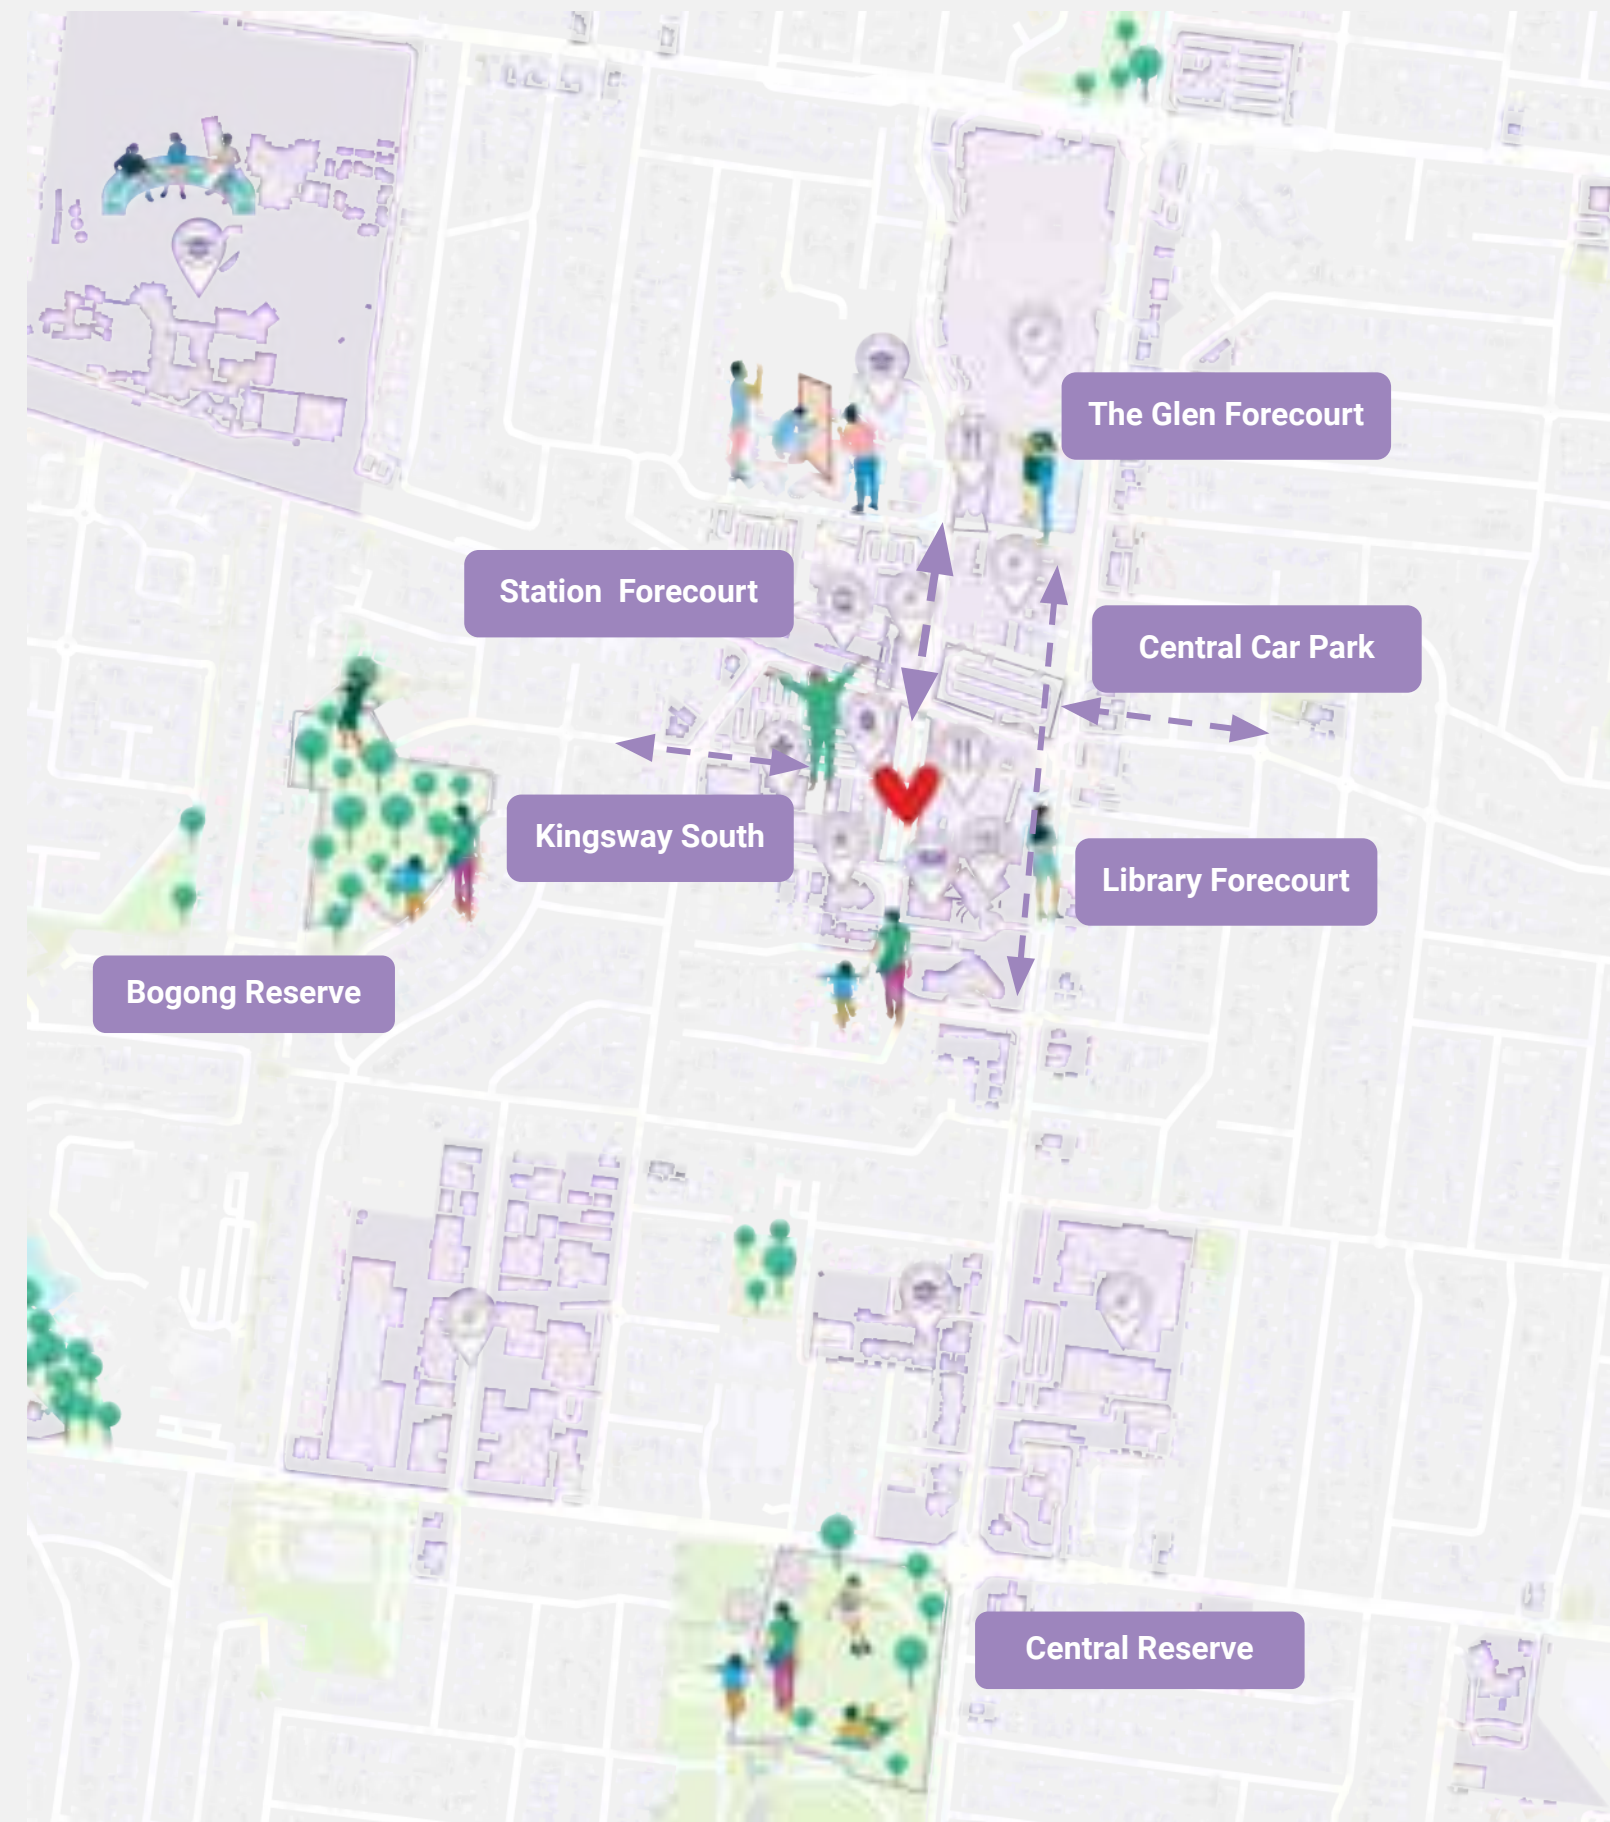 The Glen Forecourt
Station Forecourt
Central Car Park
Kingsway South
Library Forecourt
Bogong Reserve
Central Reserve